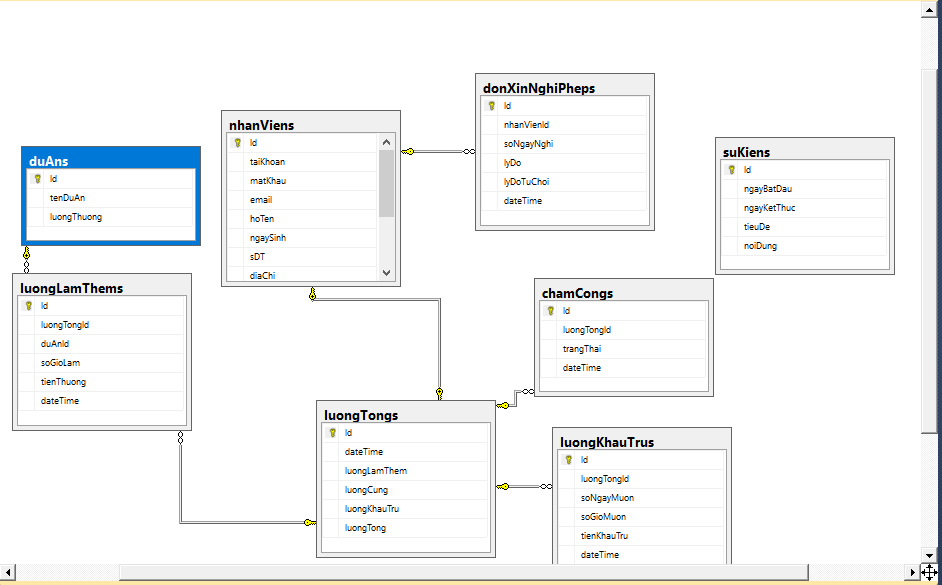 donXinNghiPheps
Id
nhanVienId
soNgayNghi
lyDo
lyDoTuChoi
dateTime
nhanViens
Id
taiKhoan
matKhau
email
hoTen
ngaySinh
sDT
diaChi
suKiens
Id
ngayBatDau
ngayKetThuc
tieuDe
noiDung
duAns
Id
tenDuAn
luongThuong
luongLamThems
Id
luongTongId
duAnId
soGioLam
tienThuong
dateTime
chamCongs
Id
luongTongId
trangThai
dateTime
luongTongs
Id
dateTime
luongLamThem
luongCung
luongKhauTru
luongTong
luongKhauTrus
Id
luongTongId
soNgayMuon
soGioMuon
tienKhauTru
dateTime